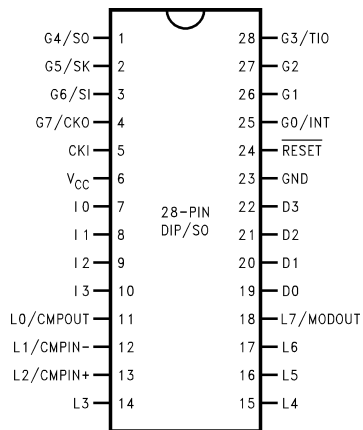 G4/SO 1 28 G3/TIO
G5/SK 2 27 G2
G6/SI 3 26 G1
G7/CKO 4 25 G0/INT
CKI 5 24 RESET
VCC 6 23 GND
I0 7 22 D3
28-PIN
I1 8 21 D2
DIP/SO
I2 9 20 D1
I3 10 19 D0
L0/CMPOUT 11 18 L7/MODOUT
L1/CMPIN- 12 17 L6
L2/CMPIN+ 13 16 L5
L3 14 15 L4